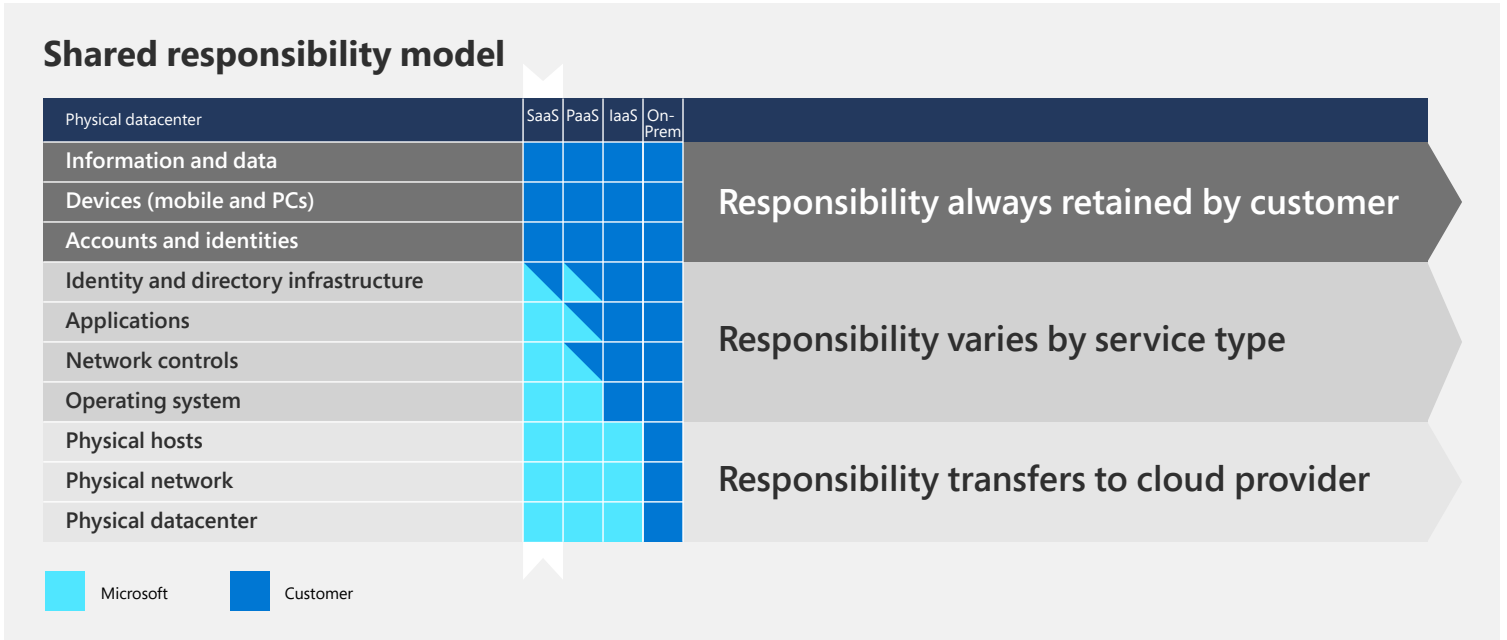 Shared responsibility model
Physical datacenter
SaaS
PaaS
IaaS
On-
Prem
Information and data
Devices (mobile and PCs)
Accounts and identities
Responsibility always retained by customer
Identity and directory infrastructure
Applications
Network controls
Operating system
Responsibility varies by service type
Physical hosts
Physical network
Physical datacenter
Responsibility transfers to cloud provider
Microsoft
Customer